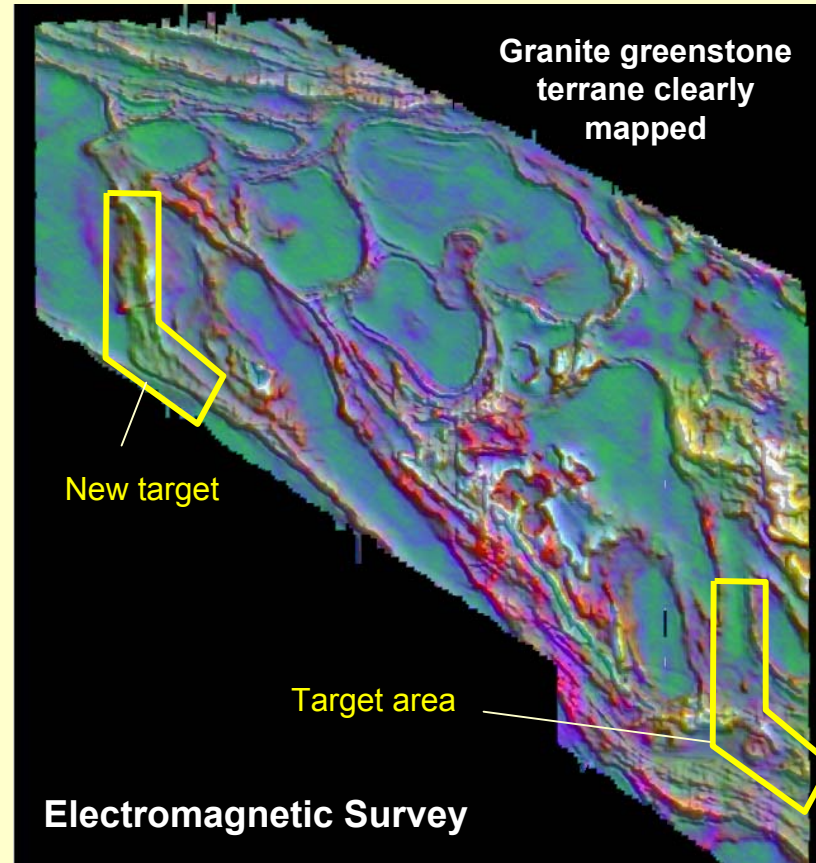 Granite greenstone
terrane clearly
mapped
New target
Target area
Electromagnetic Survey